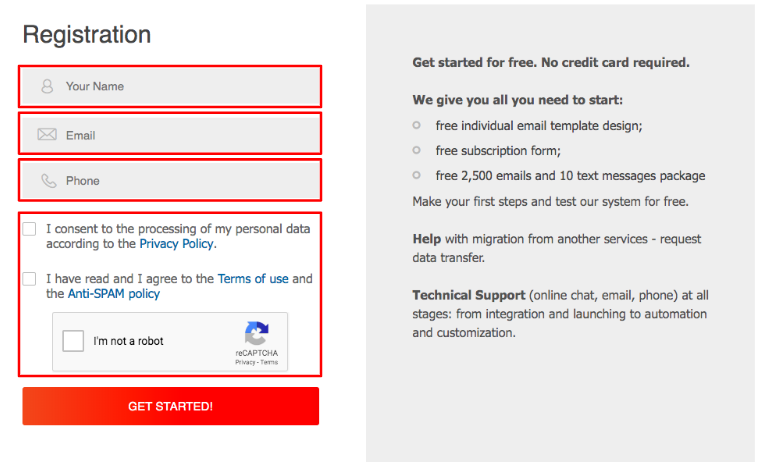 Registration
Your Name
Email
Phone
I consent to the processing of my personal data
according to the Privacy Policy.
I have read and I agree to the Terms of use and
the Anti-SPAM policy
I'm not a robot
reCAPTCHA
Privacy - Terms
GET STARTED!
Get started for free. No credit card required.
We give you all you need to start:
free individual email template design;
free subscription form;
free 2,500 emails and 10 text messages package
Make your first steps and test our system for free.
Help with migration from another services - request
data transfer.
Technical Support (online chat, email, phone) at all
stages: from integration and launching to automation
and customization.